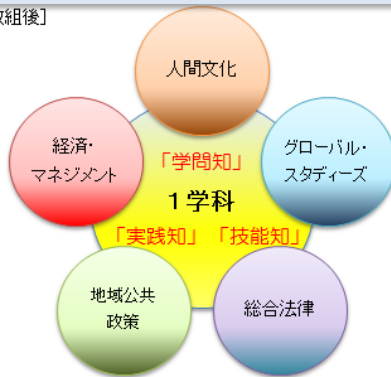 組後]
人間文化
経済・
マネジメント
グローバル・
スタディーズ
「学問知」
1学科
「実践知」「技能知」
地域公共
政策
総合法律